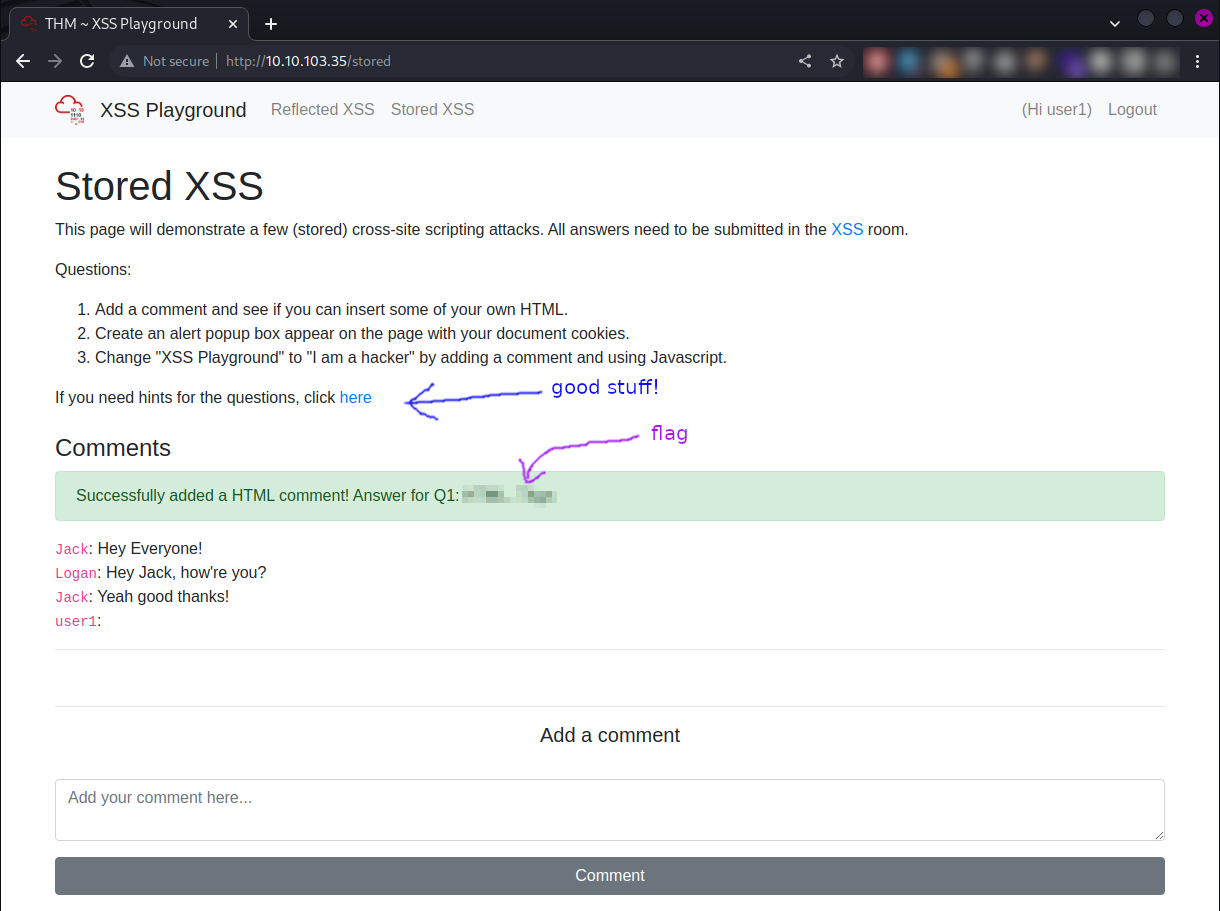 THM ~ XSS Playground
Not secure | http://10.10.103.35/stored
XSS Playground Reflected XSS Stored XSS (Hi user1) Logout
Stored XSS
This page will demonstrate a few (stored) cross-site scripting attacks. All answers need to be submitted in the XSS room.
Questions:
1. Add a comment and see if you can insert some of your own HTML.
2. Create an alert popup box appear on the page with your document cookies.
3. Change "XSS Playground" to "I am a hacker" by adding a comment and using Javascript.
If you need hints for the questions, click here
good stuff!
flag
Comments
Successfully added a HTML comment! Answer for Q1:
Jack: Hey Everyone!
Logan: Hey Jack, how're you?
Jack: Yeah good thanks!
user1:
Add a comment
Add your comment here...
Comment